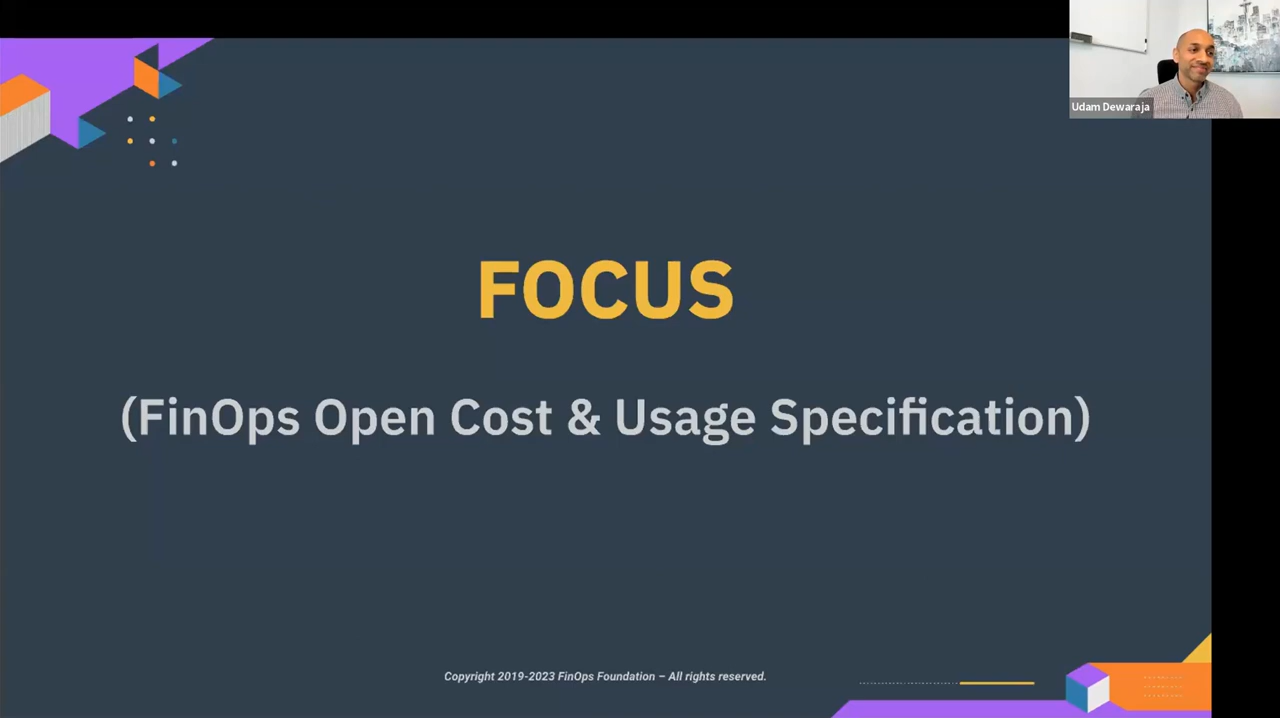 Udam Dewaraja
FOCUS
(FinOps Open Cost & Usage Specification)
Copyright 2019-2023 FinOps Foundation – All rights reserved.